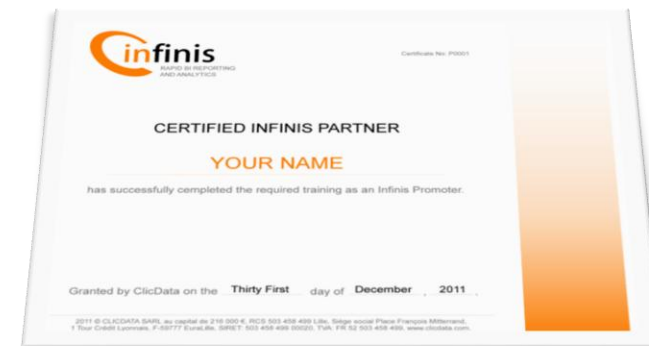 infinis
RAPID BI REPORTING
AND ANALYTICS
Certificate No. P0001
CERTIFIED INFINIS PARTNER
YOUR NAME
has successfully completed the required training as an Infinis Promoter.
Granted by ClicData on the Thirty First day of December , 2011 .
2011 © CLICDATA SARL au capital de 216 000 €, RCS 503 458 499 Lille, Siège social Place François Mitterrand,
1 Tour Crédit Lyonnais, F-59777 EuraLille, SIRET: 503 458 499 00020, TVA: FR 52 503 458 499, www.clicdata.com.